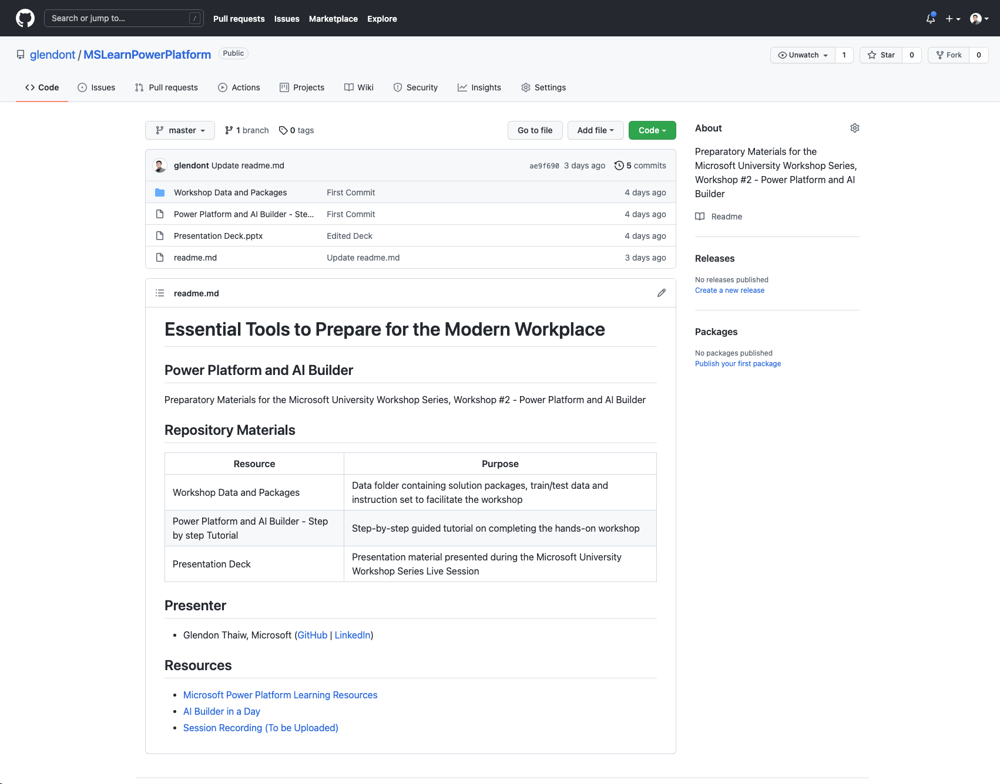 Search or jump to... /
Pull requests Issues Marketplace Explore
glendont / MSLearnPowerPlatform Public
Unwatch 1 Star 0 Fork 0
Code Issues Pull requests Actions Projects Wiki Security Insights Settings
master 1 branch 0 tags
Go to file Add file Code
glendont Update readme.md ae9f690 3 days ago 5 commits
Workshop Data and Packages First Commit 4 days ago
Power Platform and AI Builder - Ste... First Commit 4 days ago
Presentation Deck.pptx Edited Deck 4 days ago
readme.md Update readme.md 3 days ago
readme.md
Essential Tools to Prepare for the Modern Workplace
Power Platform and AI Builder
Preparatory Materials for the Microsoft University Workshop Series, Workshop #2 - Power Platform and AI Builder
Repository Materials
Resource Purpose
Workshop Data and Packages
Data folder containing solution packages, train/test data and
instruction set to facilitate the workshop
Power Platform and AI Builder - Step
by step Tutorial
Step-by-step guided tutorial on completing the hands-on workshop
Presentation Deck
Presentation material presented during the Microsoft University
Workshop Series Live Session
Presenter
• Glendon Thaiw, Microsoft (GitHub | LinkedIn)
Resources
• Microsoft Power Platform Learning Resources
• AI Builder in a Day
• Session Recording (To be Uploaded)
About
Preparatory Materials for the
Microsoft University Workshop Series,
Workshop #2 - Power Platform and AI
Builder
Readme
Releases
No releases published
Create a new release
Packages
No packages published
Publish your first package